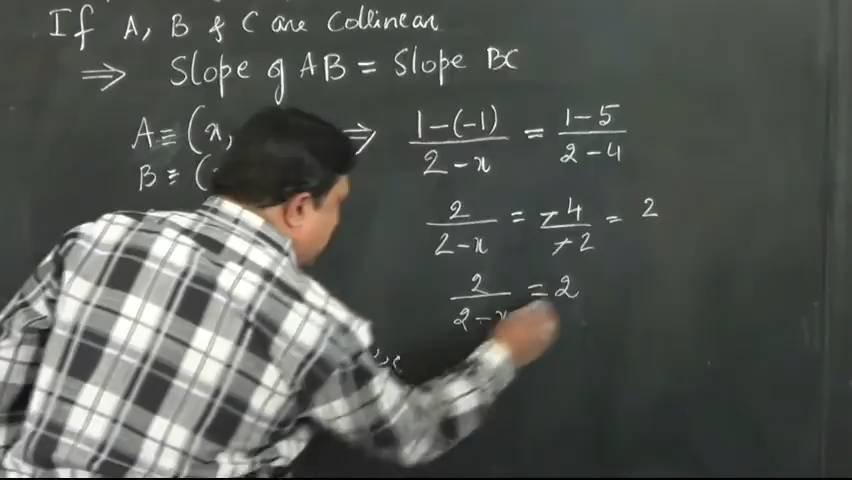 If A, B & C are Collinear
⇒ Slope of AB = Slope BC
A ≡ (x, ⇒ 1-(-1)/2-x = 1-5/2-4
B ≡ (
2/2-x = -4/-2 = 2
2/2-x = 2